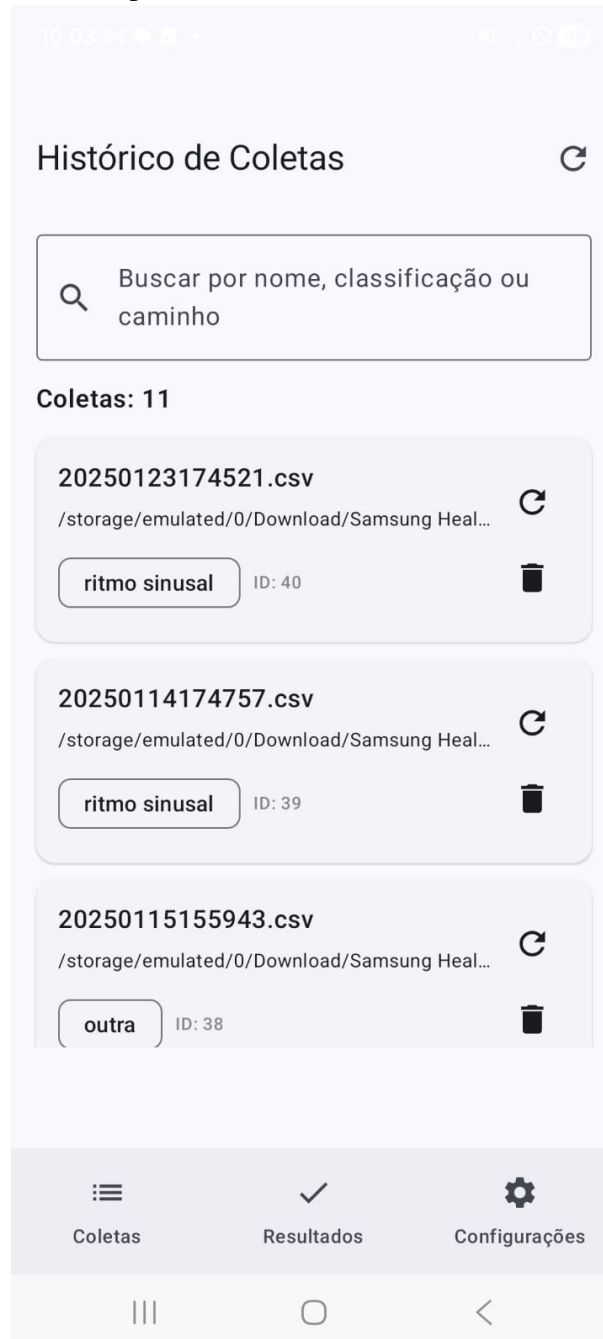 10:03
Histórico de Coletas
Buscar por nome, classificação ou
caminho
Coletas: 11
20250123174521.csv
/storage/emulated/0/Download/Samsung Heal...
ritmo sinusal ID: 40
20250114174757.csv
/storage/emulated/0/Download/Samsung Heal...
ritmo sinusal ID: 39
20250115155943.csv
/storage/emulated/0/Download/Samsung Heal...
outra ID: 38
Coletas Resultados Configurações